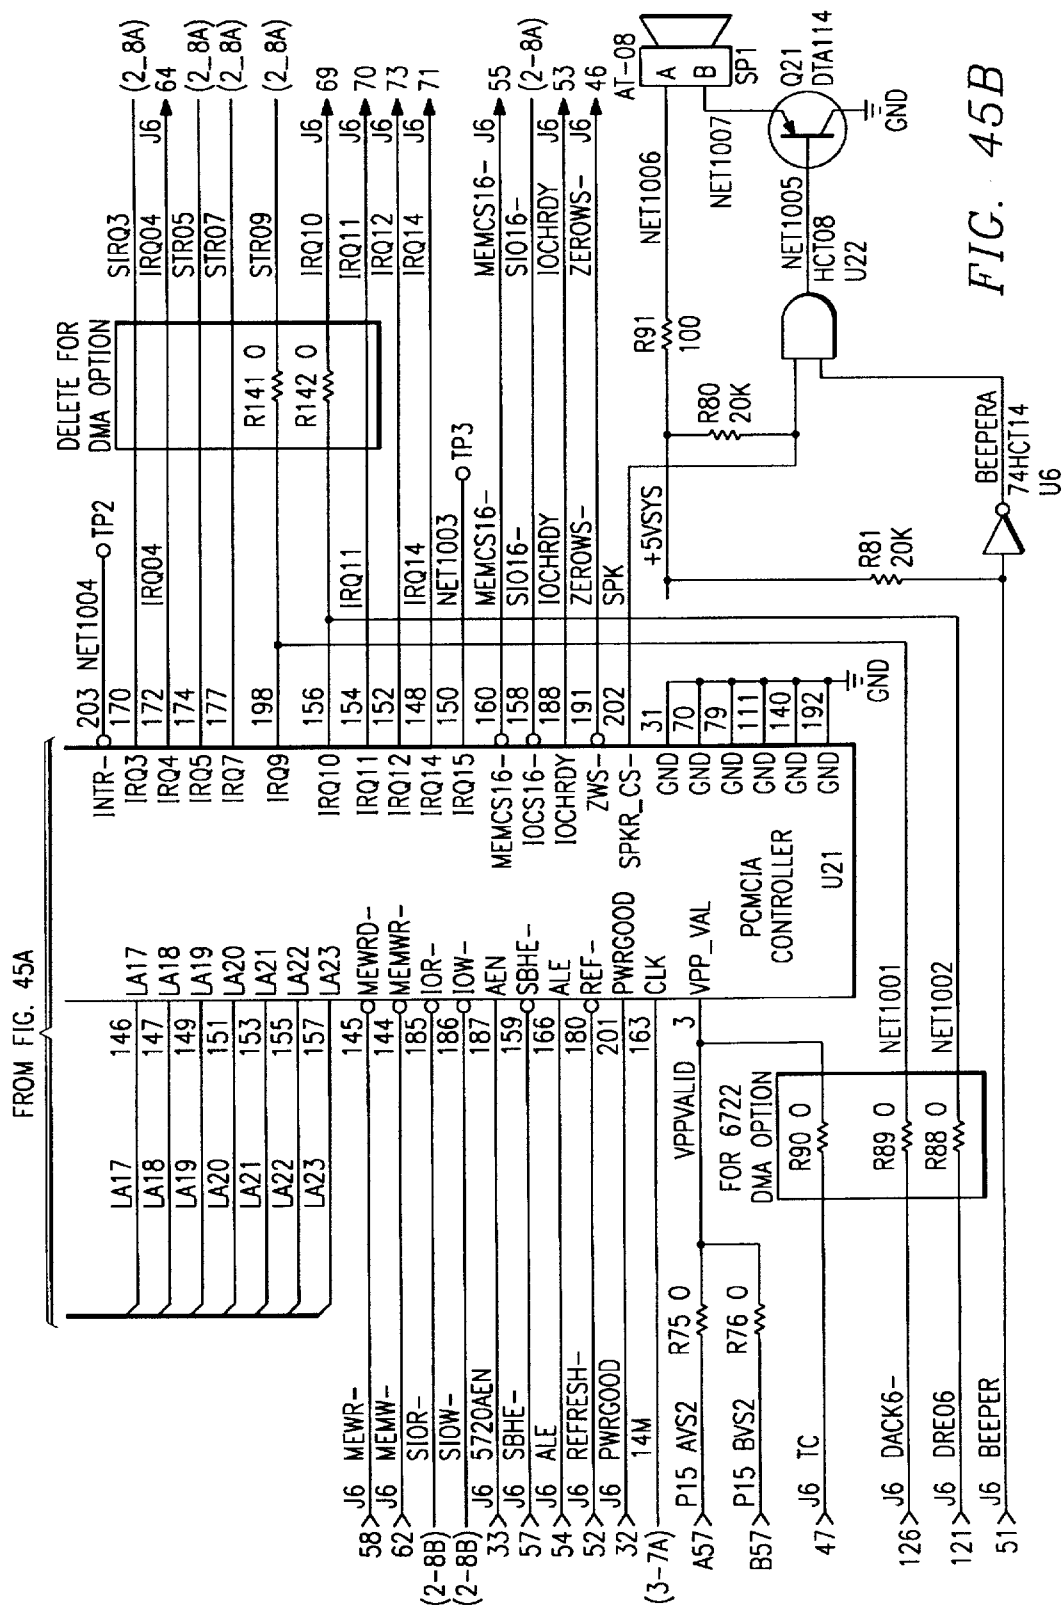 FROM FIG. 45A
LA17 146 LA17
LA18 147 LA18
LA19 149 LA19
LA20 151 LA20
LA21 153 LA21
LA22 155 LA22
LA23 157 LA23
58 J6 MEWR- 145 MEWRD-
62 J6 MEMW- 144 MEMWR-
(2-8B) SIOR- 185 IOR-
(2-8B) SIOW- 186 IOW-
33 J6 5720AEN 187 AEN
57 J6 SBHE- 159 SBHE-
54 J6 ALE 166 ALE
52 J6 REFRESH- 180 REF-
32 J6 PWRGOOD 201 PWRGOOD
(3-7A) 14M 163 CLK
VPPVALID 3 VPP_VAL
A57 P15 AVS2 R75 0
B57 P15 BVS2 R76 0
FOR 6722
DMA OPTION
47 J6 TC R90 0
126 J6 DACK6- R89 0 NET1001
121 J6 DRE06 R88 0 NET1002
51 J6 BEEPER
PCMCIA
CONTROLLER
U21
INTR- 203 NET1004 TP2
DELETE FOR
DMA OPTION
IRQ3 170 SIRQ3 (2_8A)
IRQ4 172 IRQ04 IRQ04 J6 64
IRQ5 174 STR05 (2_8A)
IRQ7 177 STR07 (2_8A)
IRQ9 198 R141 0 STR09 (2_8A)
IRQ10 156 R142 0 IRQ10 J6 69
IRQ11 154 IRQ11 IRQ11 J6 70
IRQ12 152 IRQ12 J6 73
IRQ14 148 IRQ14 IRQ14 J6 71
IRQ15 150 NET1003 TP3
MEMCS16- 160 MEMCS16- MEMCS16- J6 55
IOCS16- 158 SIO16- SIO16- (2-8A)
IOCHRDY 188 IOCHRDY IOCHRDY J6 53
ZWS- 191 ZEROWS- ZEROWS- J6 46
SPKR_CS- 202 SPK
GND 31
GND 70
GND 79
GND 111
GND 140
GND 192
GND
+5VSYS
R91
100
NET1006
AT-08
A
B
SP1
NET1007
R80
20K
R81
20K
BEEPERA
74HCT14
U6
NET1005
HCT08
U22
Q21
DTA114
GND
FIG. 45B